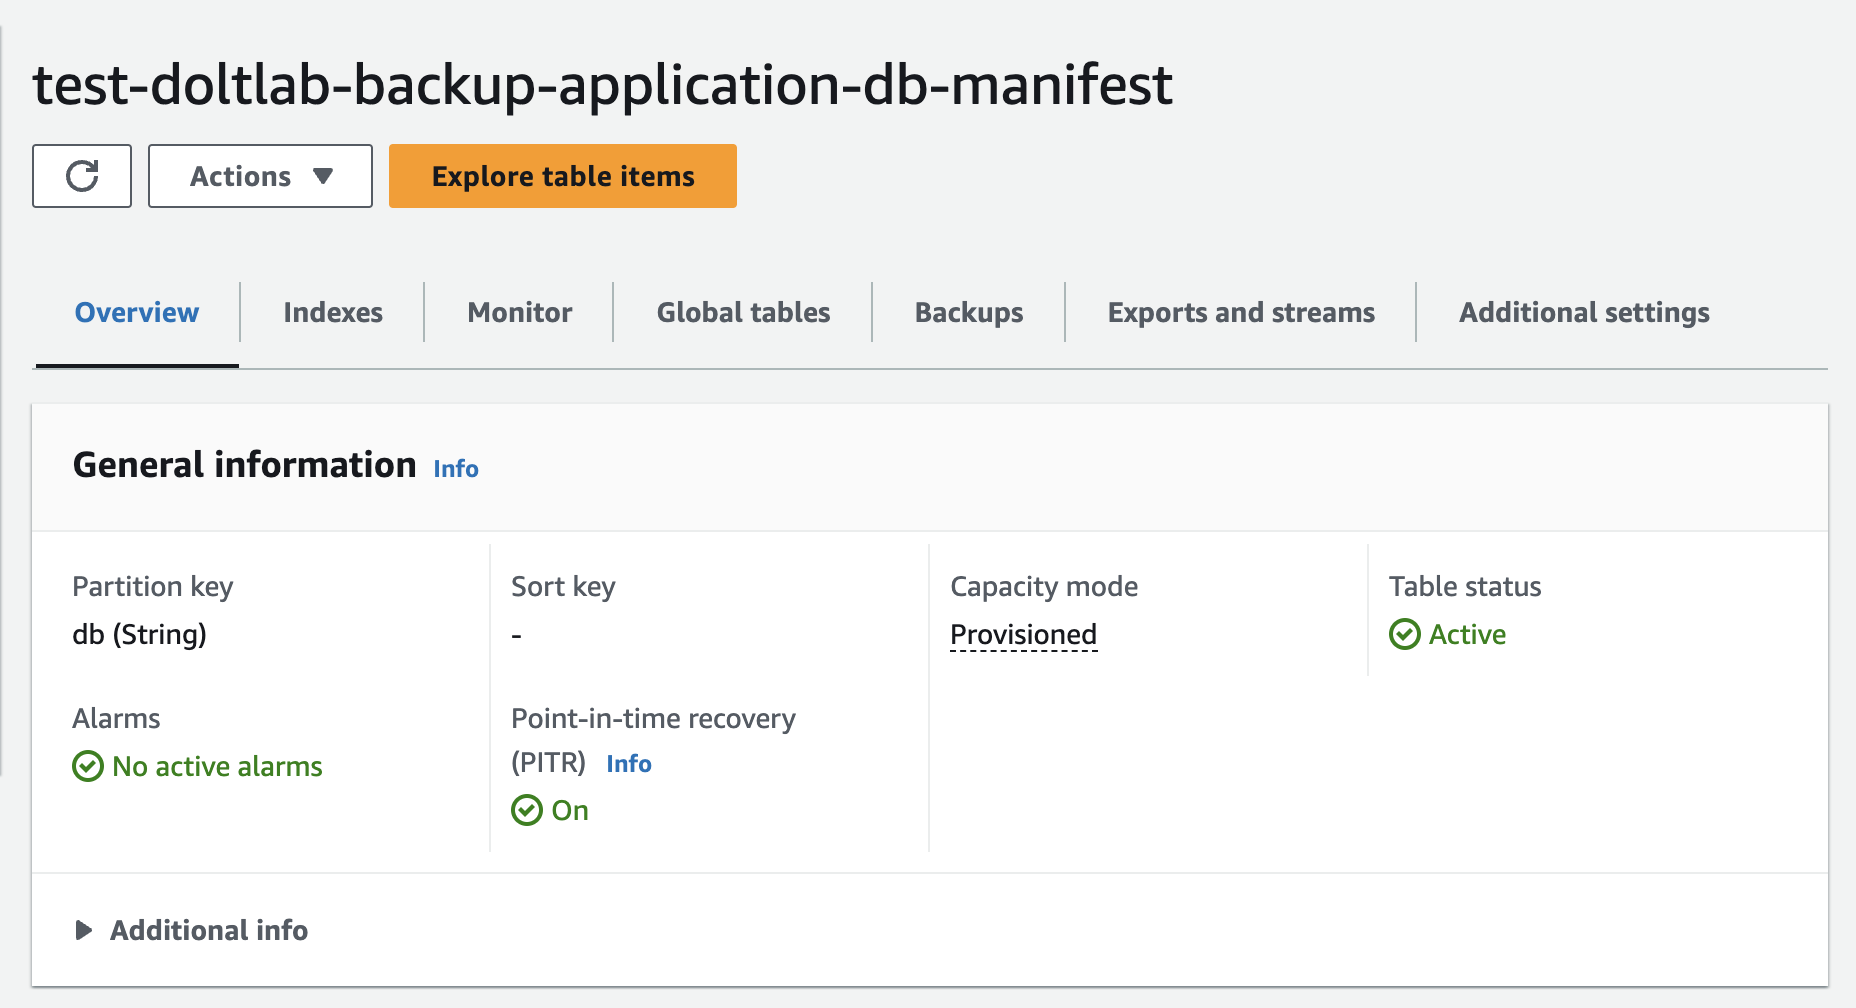 test-doltlab-backup-application-db-manifest
Actions
Explore table items
Overview
Indexes
Monitor
Global tables
Backups
Exports and streams
Additional settings
General information Info
Partition key
db (String)
Sort key
-
Capacity mode
Provisioned
Table status
Active
Alarms
No active alarms
Point-in-time recovery
(PITR) Info
On
Additional info